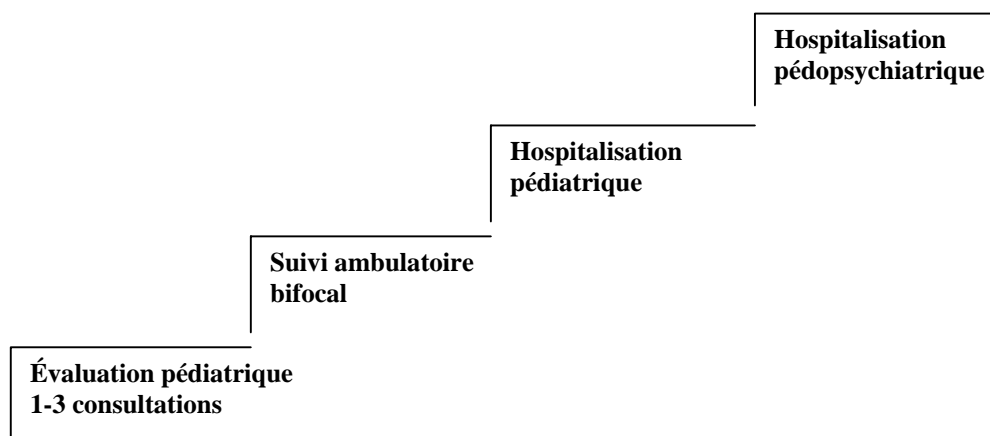 Hospitalisation
pédopsychiatrique
Hospitalisation
pédiatrique
Suivi ambulatoire
bifocal
Évaluation pédiatrique
1-3 consultations